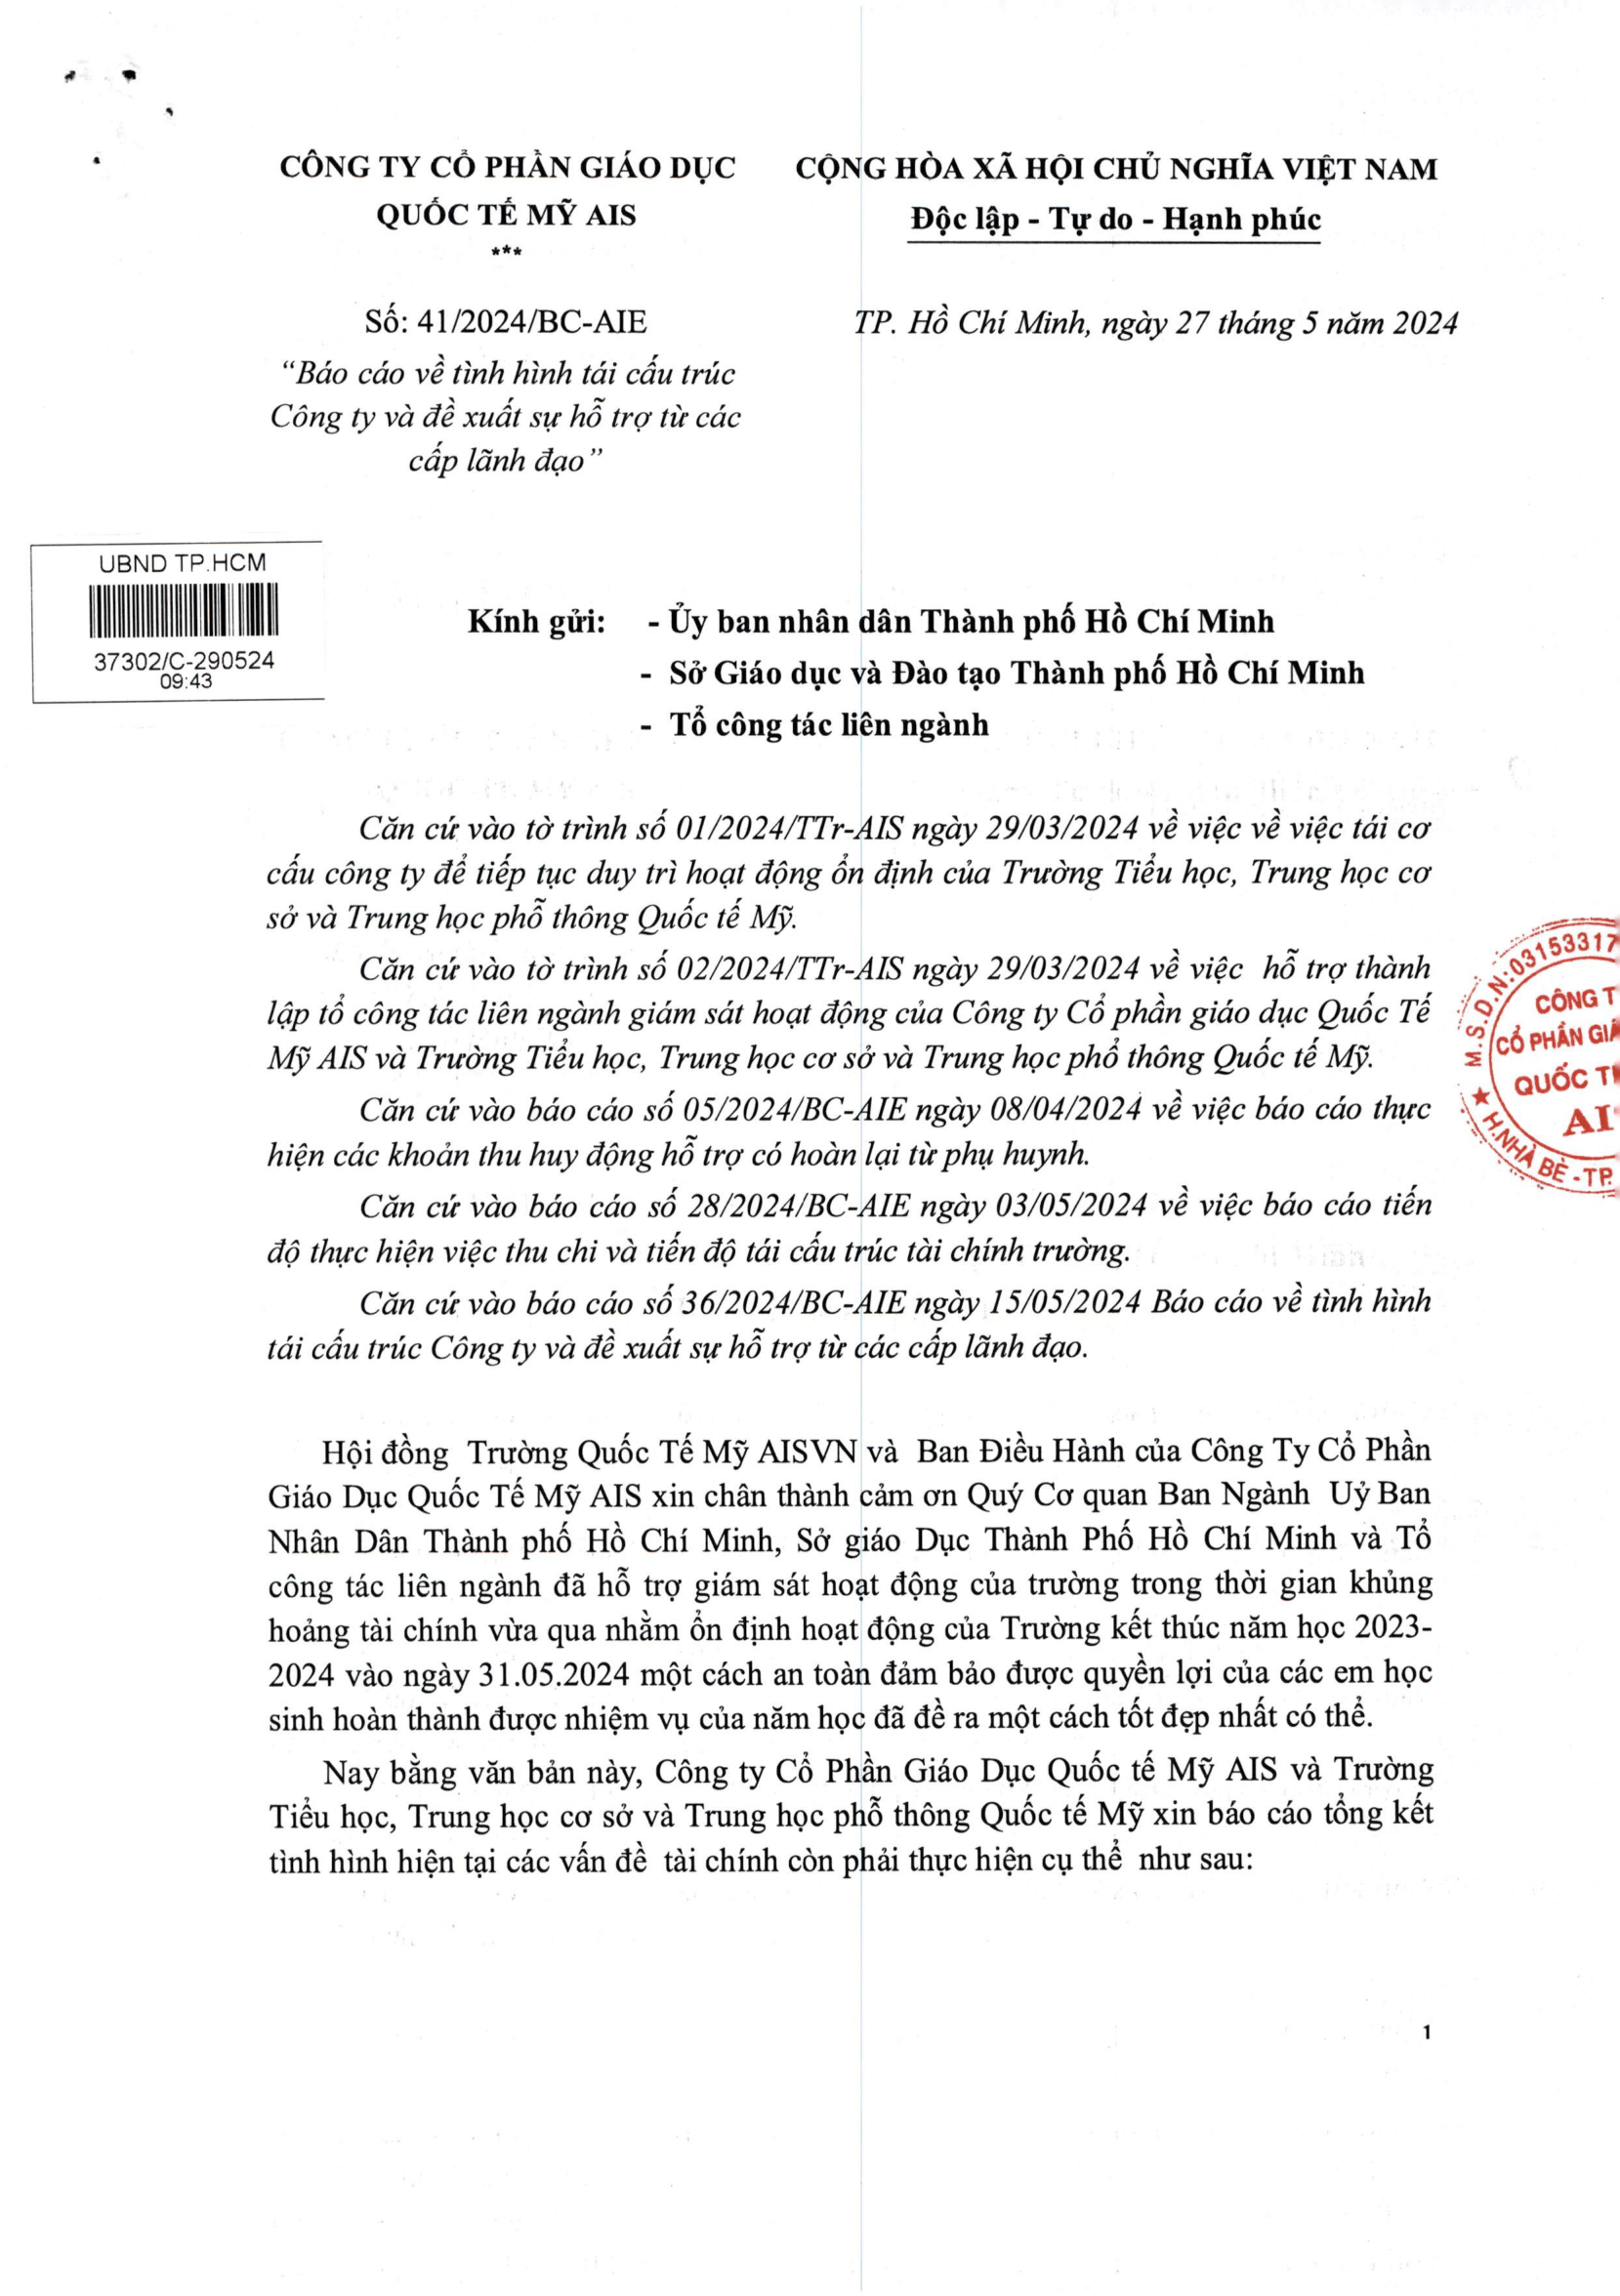 CÔNG TY CỔ PHẦN GIÁO DỤC
QUỐC TẾ MỸ AIS
***
CỘNG HÒA XÃ HỘI CHỦ NGHĨA VIỆT NAM
Độc lập - Tự do - Hạnh phúc
Số: 41/2024/BC-AIE
TP. Hồ Chí Minh, ngày 27 tháng 5 năm 2024
“Báo cáo về tình hình tái cấu trúc
Công ty và đề xuất sự hỗ trợ từ các
cấp lãnh đạo”
UBND TP.HCM
37302/C-290524
09:43
Kính gửi: - Ủy ban nhân dân Thành phố Hồ Chí Minh
- Sở Giáo dục và Đào tạo Thành phố Hồ Chí Minh
- Tổ công tác liên ngành
Căn cứ vào tờ trình số 01/2024/TTr-AIS ngày 29/03/2024 về việc về việc tái cơ
cấu công ty để tiếp tục duy trì hoạt động ổn định của Trường Tiểu học, Trung học cơ
sở và Trung học phỗ thông Quốc tế Mỹ.
Căn cứ vào tờ trình số 02/2024/TTr-AIS ngày 29/03/2024 về việc hỗ trợ thành
lập tổ công tác liên ngành giám sát hoạt động của Công ty Cổ phần giáo dục Quốc Tế
Mỹ AIS và Trường Tiểu học, Trung học cơ sở và Trung học phổ thông Quốc tế Mỹ.
Căn cứ vào báo cáo số 05/2024/BC-AIE ngày 08/04/2024 về việc báo cáo thực
hiện các khoản thu huy động hỗ trợ có hoàn lại từ phụ huynh.
Căn cứ vào báo cáo số 28/2024/BC-AIE ngày 03/05/2024 về việc báo cáo tiến
độ thực hiện việc thu chi và tiến độ tái cấu trúc tài chính trường.
Căn cứ vào báo cáo số 36/2024/BC-AIE ngày 15/05/2024 Báo cáo về tình hình
tái cấu trúc Công ty và đề xuất sự hỗ trợ từ các cấp lãnh đạo.
M.S.D.N:03153317
CÔNG T
CỔ PHẦN GIÁ
QUỐC T
AI
★ H.NHÀ BÈ - TP.
Hội đồng Trường Quốc Tế Mỹ AISVN và Ban Điều Hành của Công Ty Cổ Phần
Giáo Dục Quốc Tế Mỹ AIS xin chân thành cảm ơn Quý Cơ quan Ban Ngành Uỷ Ban
Nhân Dân Thành phố Hồ Chí Minh, Sở giáo Dục Thành Phố Hồ Chí Minh và Tổ
công tác liên ngành đã hỗ trợ giám sát hoạt động của trường trong thời gian khủng
hoảng tài chính vừa qua nhằm ổn định hoạt động của Trường kết thúc năm học 2023-
2024 vào ngày 31.05.2024 một cách an toàn đảm bảo được quyền lợi của các em học
sinh hoàn thành được nhiệm vụ của năm học đã đề ra một cách tốt đẹp nhất có thể.
Nay bằng văn bản này, Công ty Cổ Phần Giáo Dục Quốc tế Mỹ AIS và Trường
Tiểu học, Trung học cơ sở và Trung học phỗ thông Quốc tế Mỹ xin báo cáo tổng kết
tình hình hiện tại các vấn đề tài chính còn phải thực hiện cụ thể như sau:
1